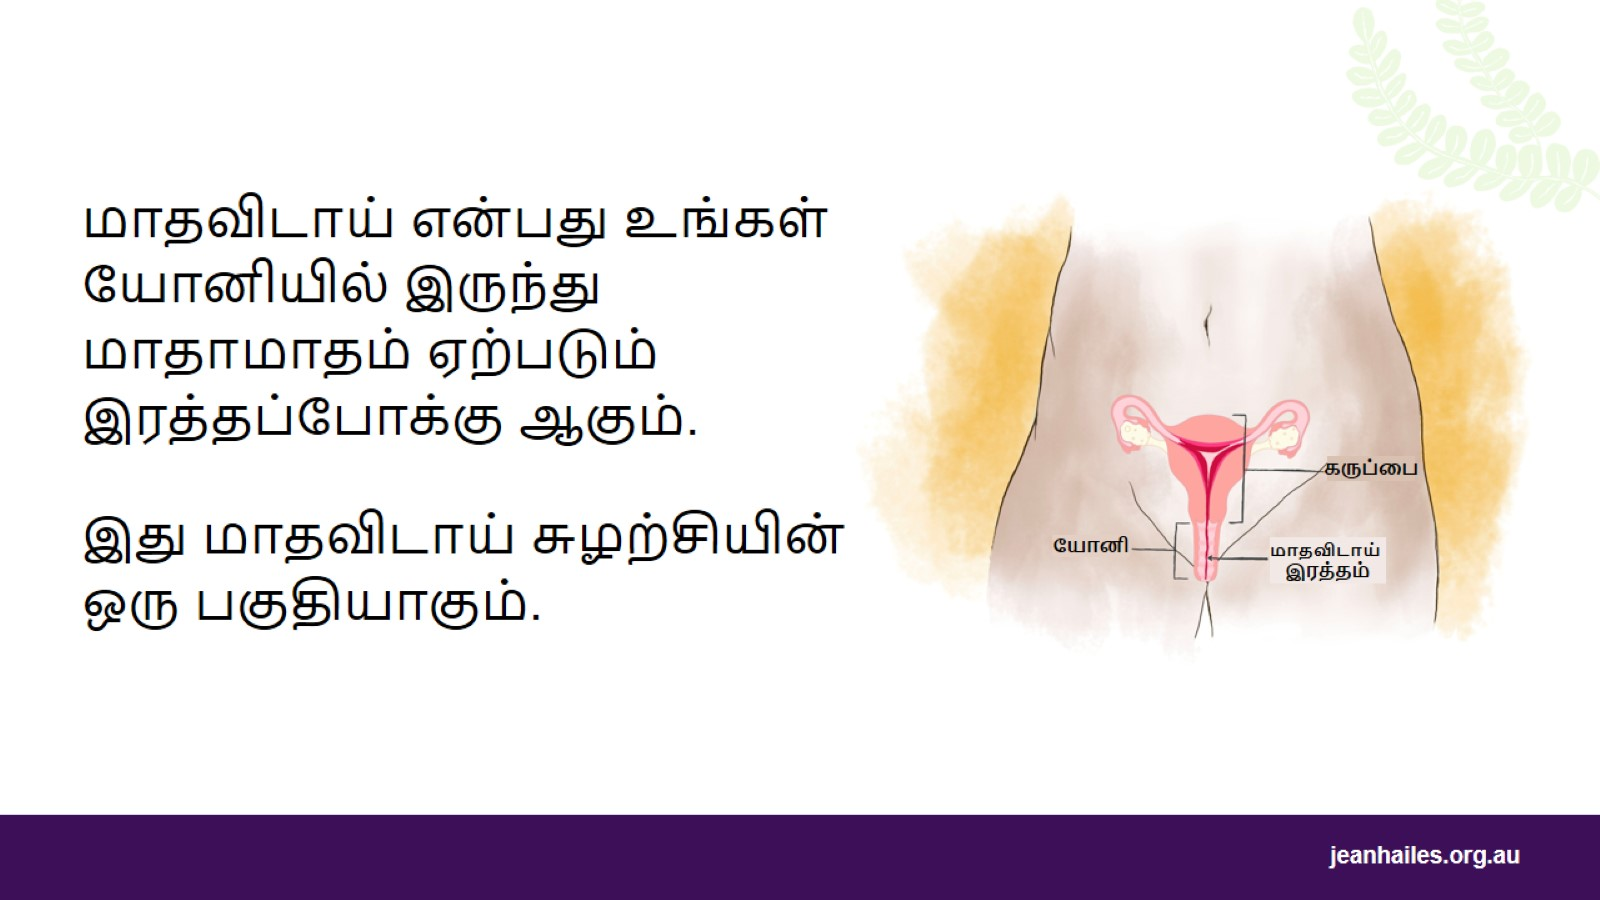 மாதவிடாய் என்பது உங்கள்
யோனியில் இருந்து
மாதாமாதம் ஏற்படும்
இரத்தப்போக்கு ஆகும்.
இது மாதவிடாய் சுழற்சியின்
ஒரு பகுதியாகும்.
கருப்பை
யோனி
மாதவிடாய்
இரத்தம்
jeanhailes.org.au